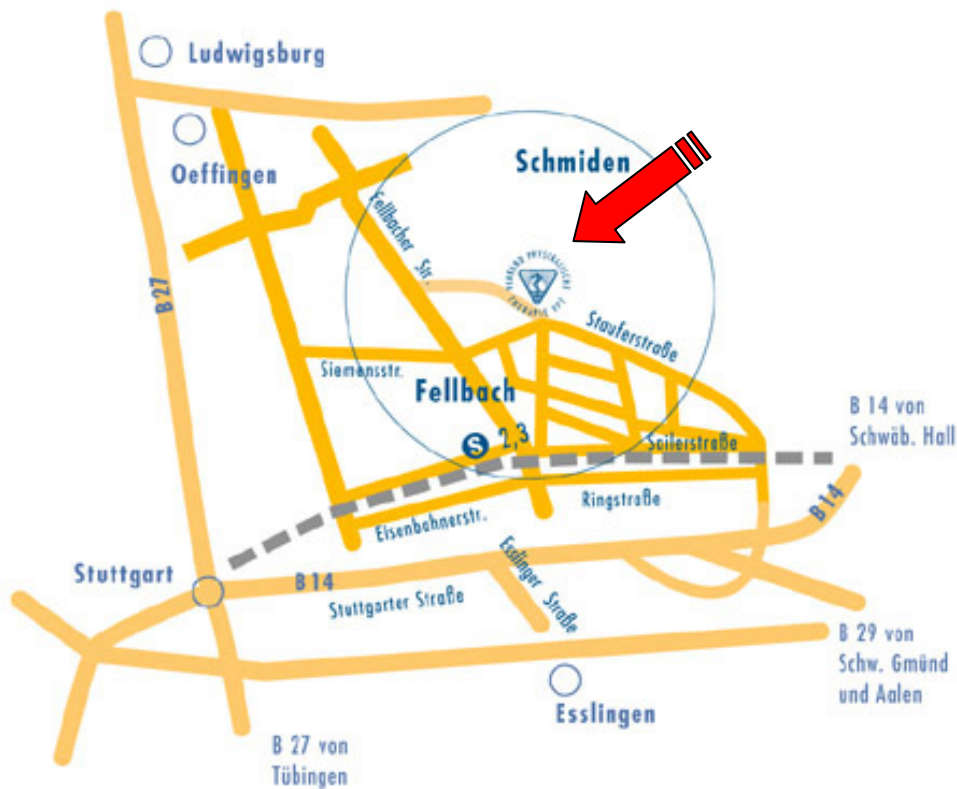 Ludwigsburg
Oeffingen
Schmiden
Fellbacher Str.
B 27
Stauferstraße
Siemensstr.
Fellbach
B 14 von
Schwäb. Hall
S 2,3
Soilerstraße
Ringstraße
B 14
Eisenbahnerstr.
Stuttgart
B 14
Stuttgarter Straße
Esslinger Straße
B 29 von
Schw. Gmünd
und Aalen
Esslingen
B 27 von
Tübingen